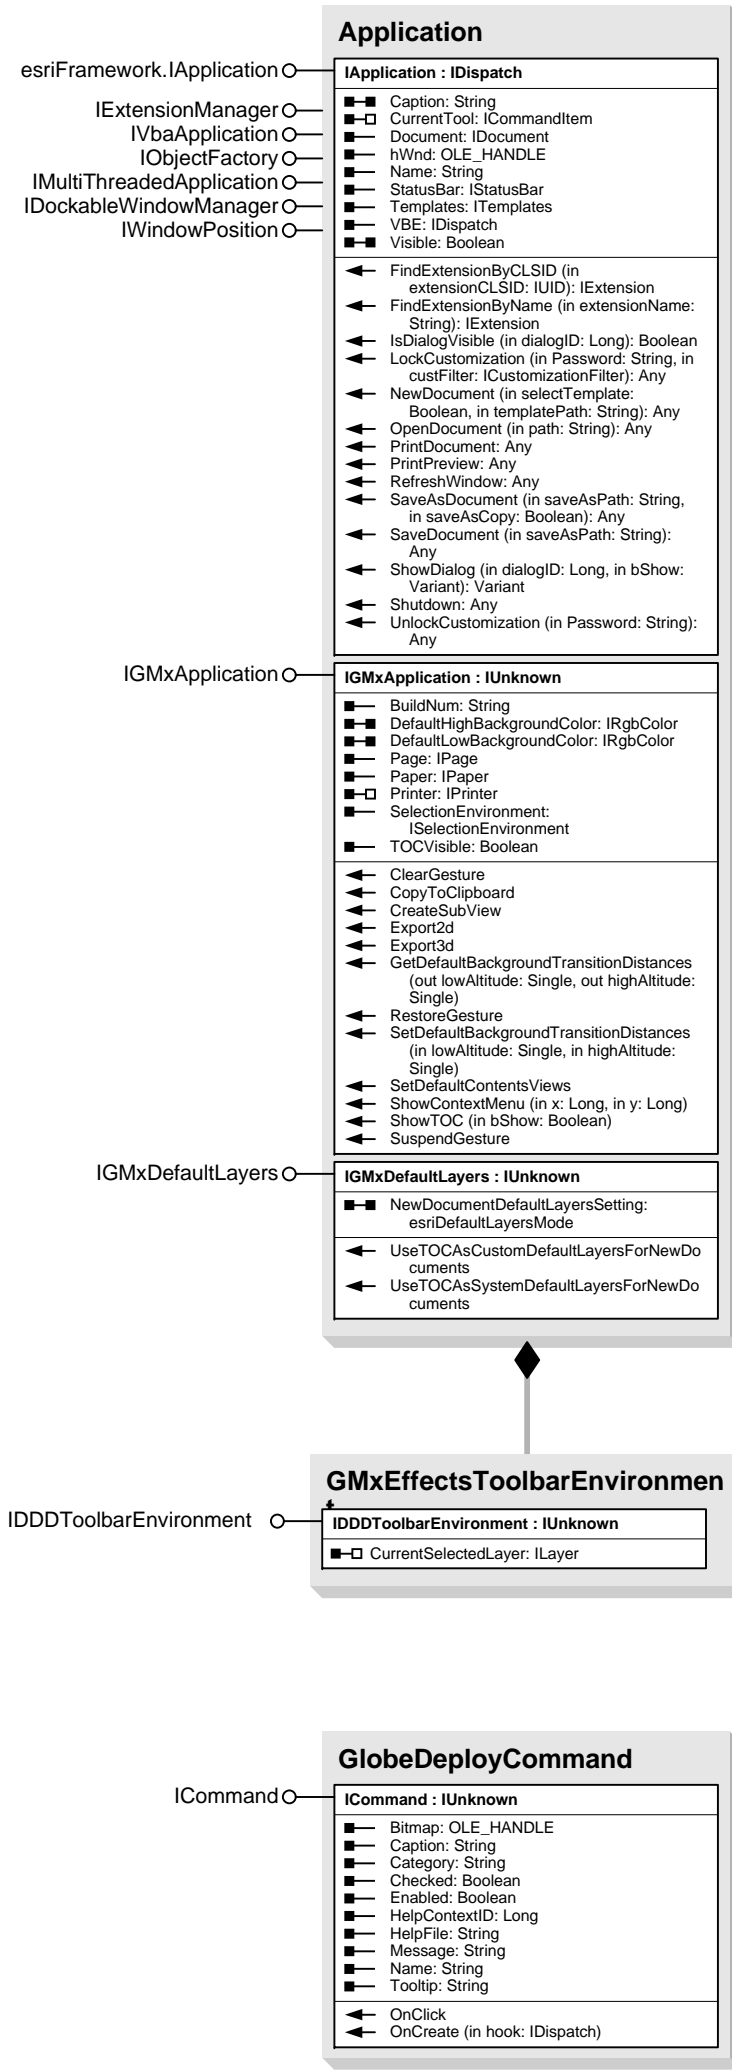 Application
esriFramework.IApplication
IApplication : IDispatch
IExtensionManager
IVbaApplication
IObjectFactory
IMultiThreadedApplication
IDockableWindowManager
IWindowPosition
Caption: String
CurrentTool: ICommandItem
Document: IDocument
hWnd: OLE_HANDLE
Name: String
StatusBar: IStatusBar
Templates: ITemplates
VBE: IDispatch
Visible: Boolean
FindExtensionByCLSID (in
extensionCLSID: IUID): IExtension
FindExtensionByName (in extensionName:
String): IExtension
IsDialogVisible (in dialogID: Long): Boolean
LockCustomization (in Password: String, in
custFilter: ICustomizationFilter): Any
NewDocument (in selectTemplate:
Boolean, in templatePath: String): Any
OpenDocument (in path: String): Any
PrintDocument: Any
PrintPreview: Any
RefreshWindow: Any
SaveAsDocument (in saveAsPath: String,
in saveAsCopy: Boolean): Any
SaveDocument (in saveAsPath: String):
Any
ShowDialog (in dialogID: Long, in bShow:
Variant): Variant
Shutdown: Any
UnlockCustomization (in Password: String):
Any
IGMxApplication
IGMxApplication : IUnknown
BuildNum: String
DefaultHighBackgroundColor: IRgbColor
DefaultLowBackgroundColor: IRgbColor
Page: IPage
Paper: IPaper
Printer: IPrinter
SelectionEnvironment:
ISelectionEnvironment
TOCVisible: Boolean
ClearGesture
CopyToClipboard
CreateSubView
Export2d
Export3d
GetDefaultBackgroundTransitionDistances
(out lowAltitude: Single, out highAltitude:
Single)
RestoreGesture
SetDefaultBackgroundTransitionDistances
(in lowAltitude: Single, in highAltitude:
Single)
SetDefaultContentsViews
ShowContextMenu (in x: Long, in y: Long)
ShowTOC (in bShow: Boolean)
SuspendGesture
IGMxDefaultLayers
IGMxDefaultLayers : IUnknown
NewDocumentDefaultLayersSetting:
esriDefaultLayersMode
UseTOCAsCustomDefaultLayersForNewDo
cuments
UseTOCAsSystemDefaultLayersForNewDo
cuments
GMxEffectsToolbarEnvironmen
t
IDDDToolbarEnvironment
IDDDToolbarEnvironment : IUnknown
CurrentSelectedLayer: ILayer
GlobeDeployCommand
ICommand
ICommand : IUnknown
Bitmap: OLE_HANDLE
Caption: String
Category: String
Checked: Boolean
Enabled: Boolean
HelpContextID: Long
HelpFile: String
Message: String
Name: String
Tooltip: String
OnClick
OnCreate (in hook: IDispatch)